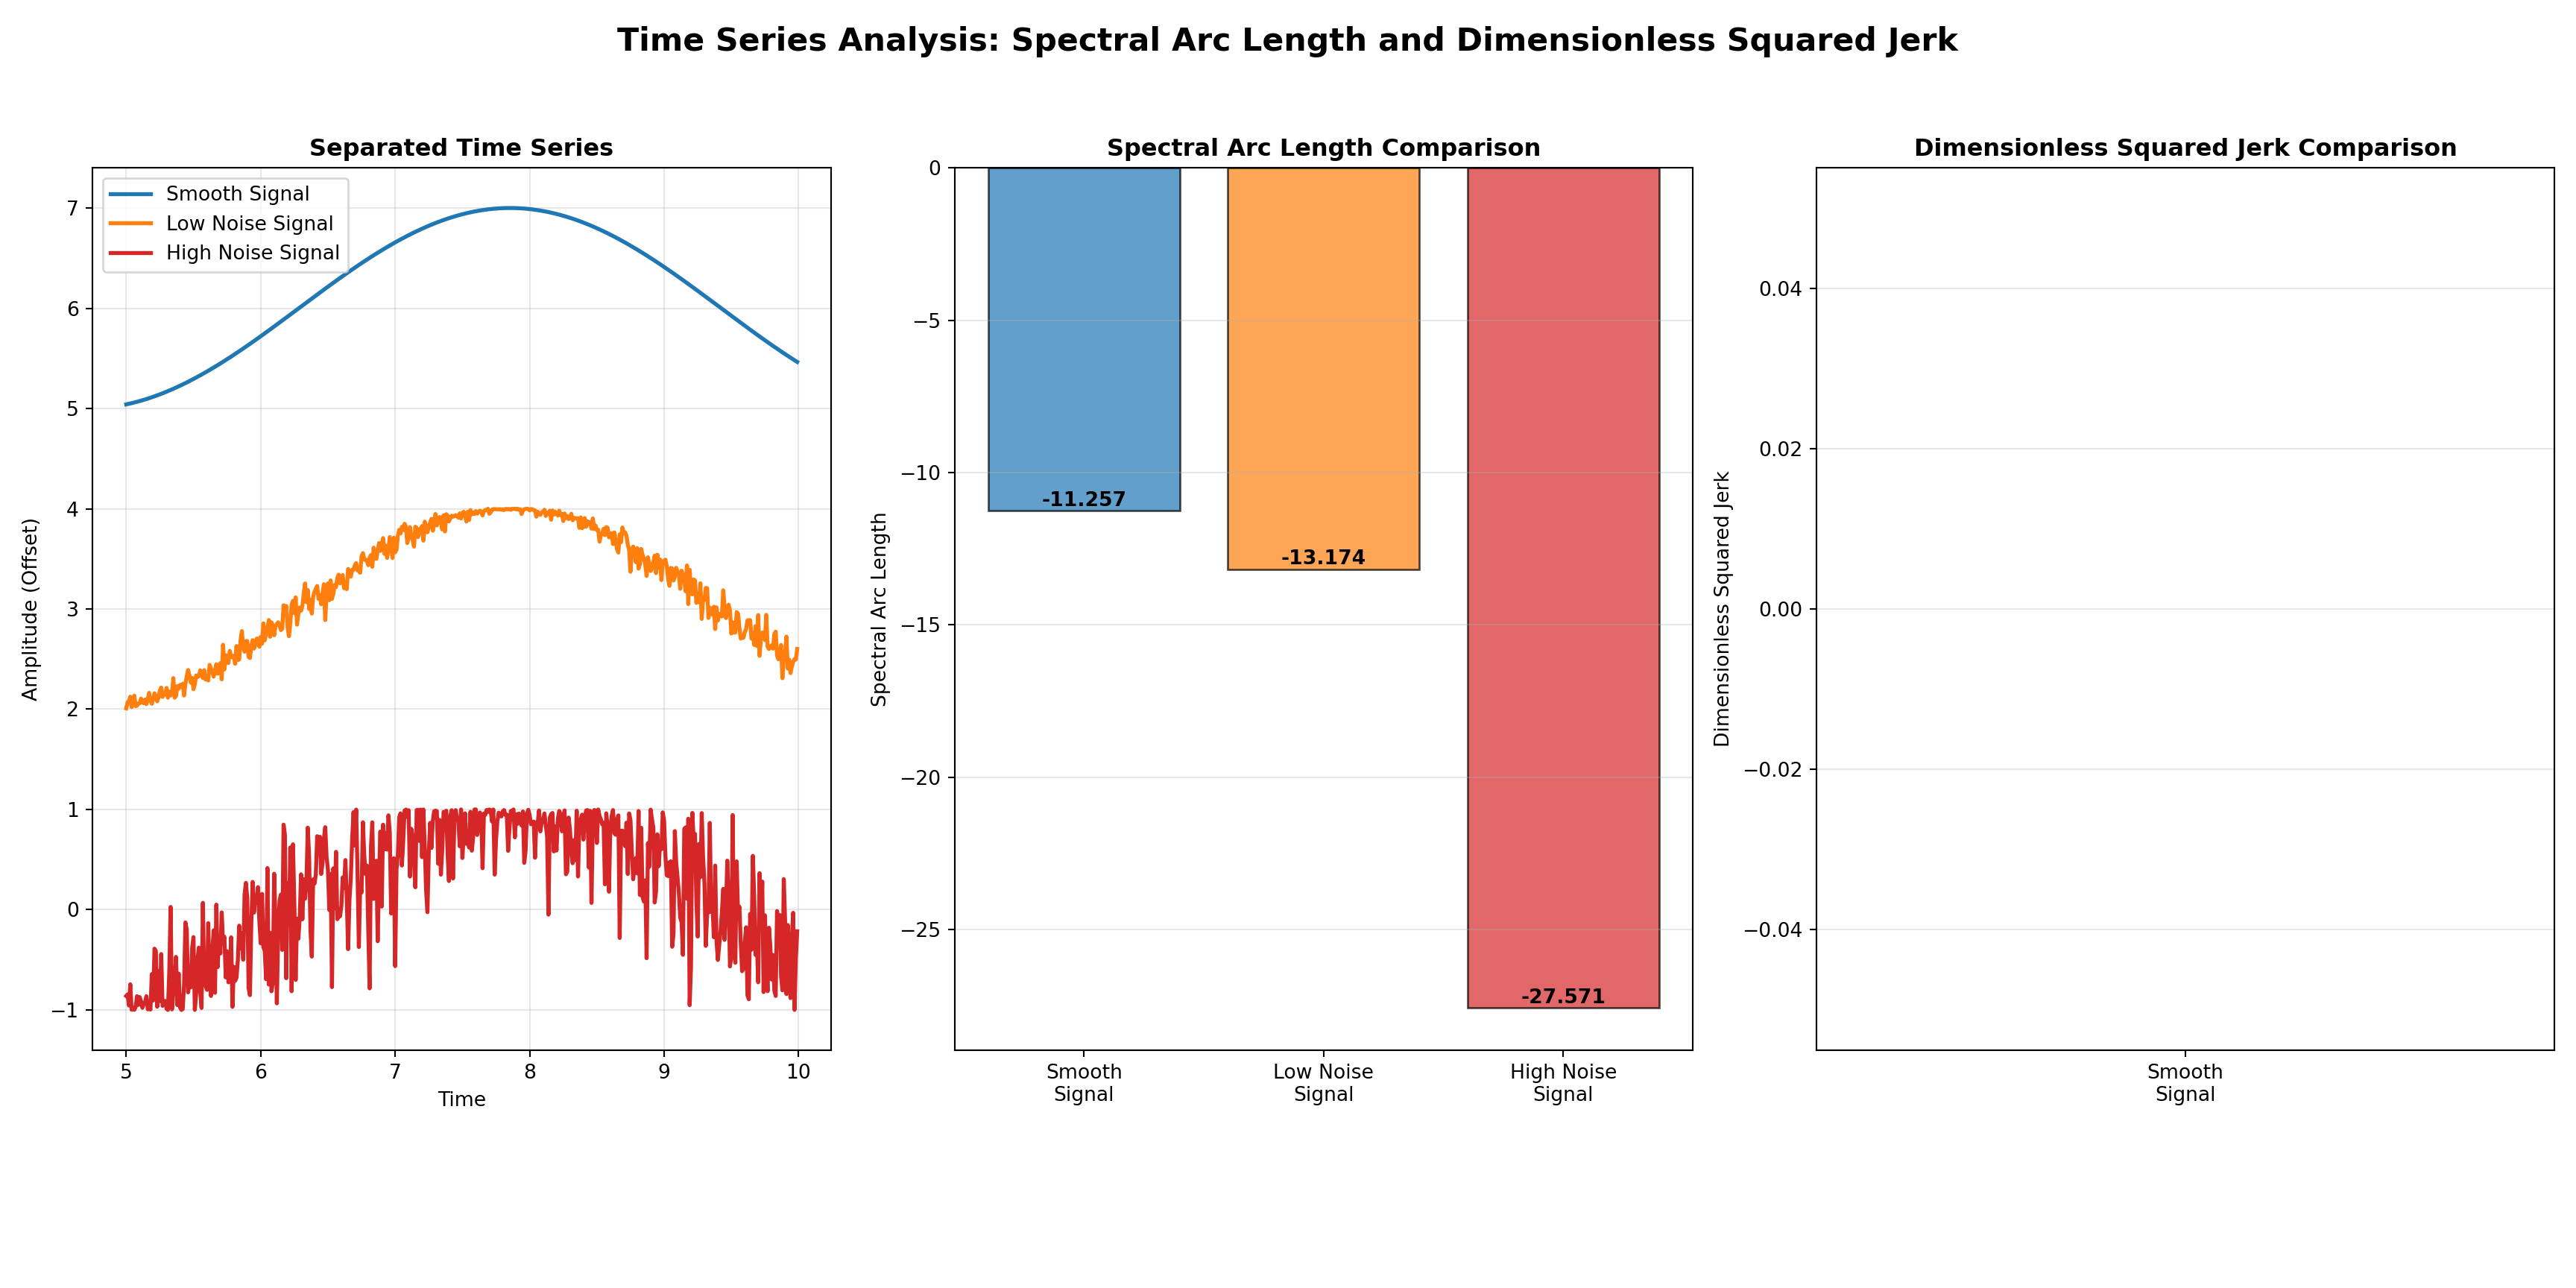 Time Series Analysis: Spectral Arc Length and Dimensionless Squared Jerk
Separated Time Series
Smooth Signal
Low Noise Signal
High Noise Signal
7
6
5
4
3
2
1
0
−1
Amplitude (Offset)
5 6 7 8 9 10
Time
Spectral Arc Length Comparison
0
−5
−10
−15
−20
−25
Spectral Arc Length
-11.257
-13.174
-27.571
Smooth
Signal
Low Noise
Signal
High Noise
Signal
Dimensionless Squared Jerk Comparison
0.04
0.02
0.00
−0.02
−0.04
Dimensionless Squared Jerk
Smooth
Signal